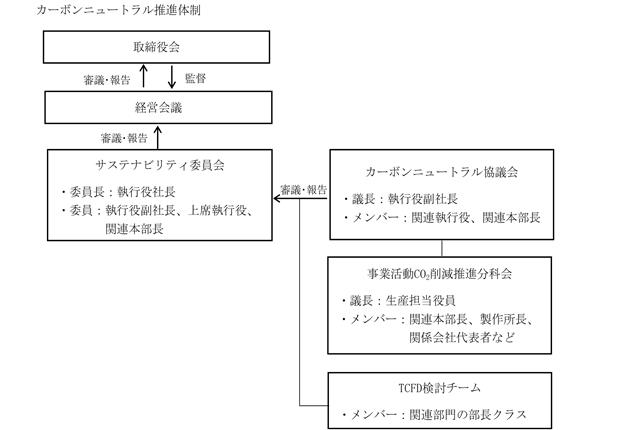 カーボンニュートラル推進体制
取締役会
審議・報告
監督
経営会議
審議・報告
サステナビリティ委員会
・委員長：執行役社長
・委員：執行役副社長、上席執行役、
関連本部長
審議・報告
カーボンニュートラル協議会
・議長：執行役副社長
・メンバー：関連執行役、関連本部長
事業活動CO₂削減推進分科会
・議長：生産担当役員
・メンバー：関連本部長、製作所長、
関係会社代表者など
TCFD検討チーム
・メンバー：関連部門の部長クラス